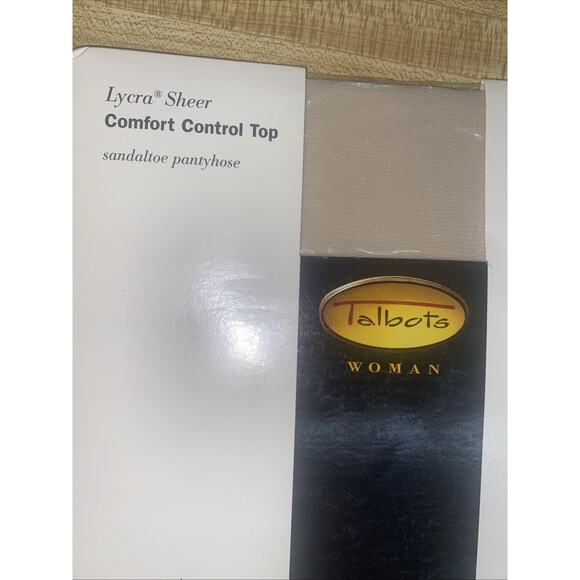 Lycra® Sheer
Comfort Control Top
sandaltoe pantyhose
Talbots
WOMAN